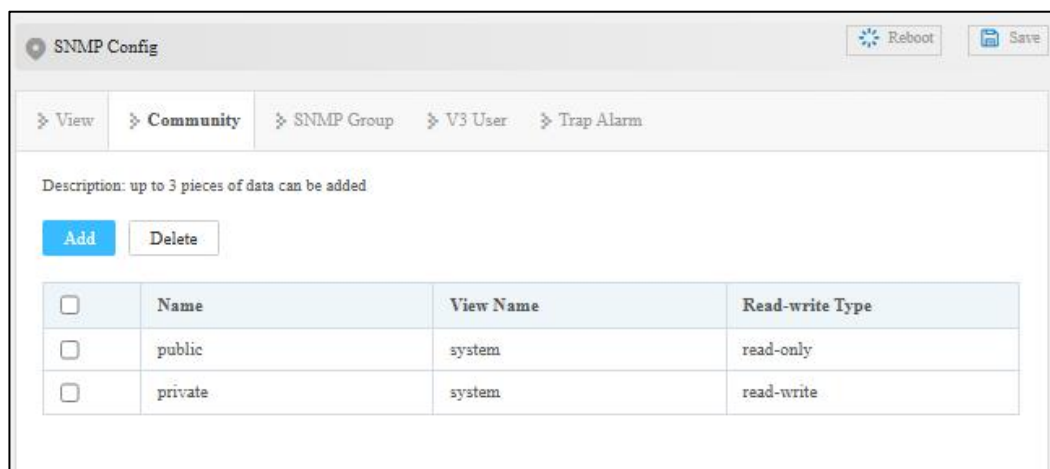 SNMP Config Reboot Save
View Community SNMP Group V3 User Trap Alarm
Description: up to 3 pieces of data can be added
Add Delete
Name View Name Read-write Type
public system read-only
private system read-write